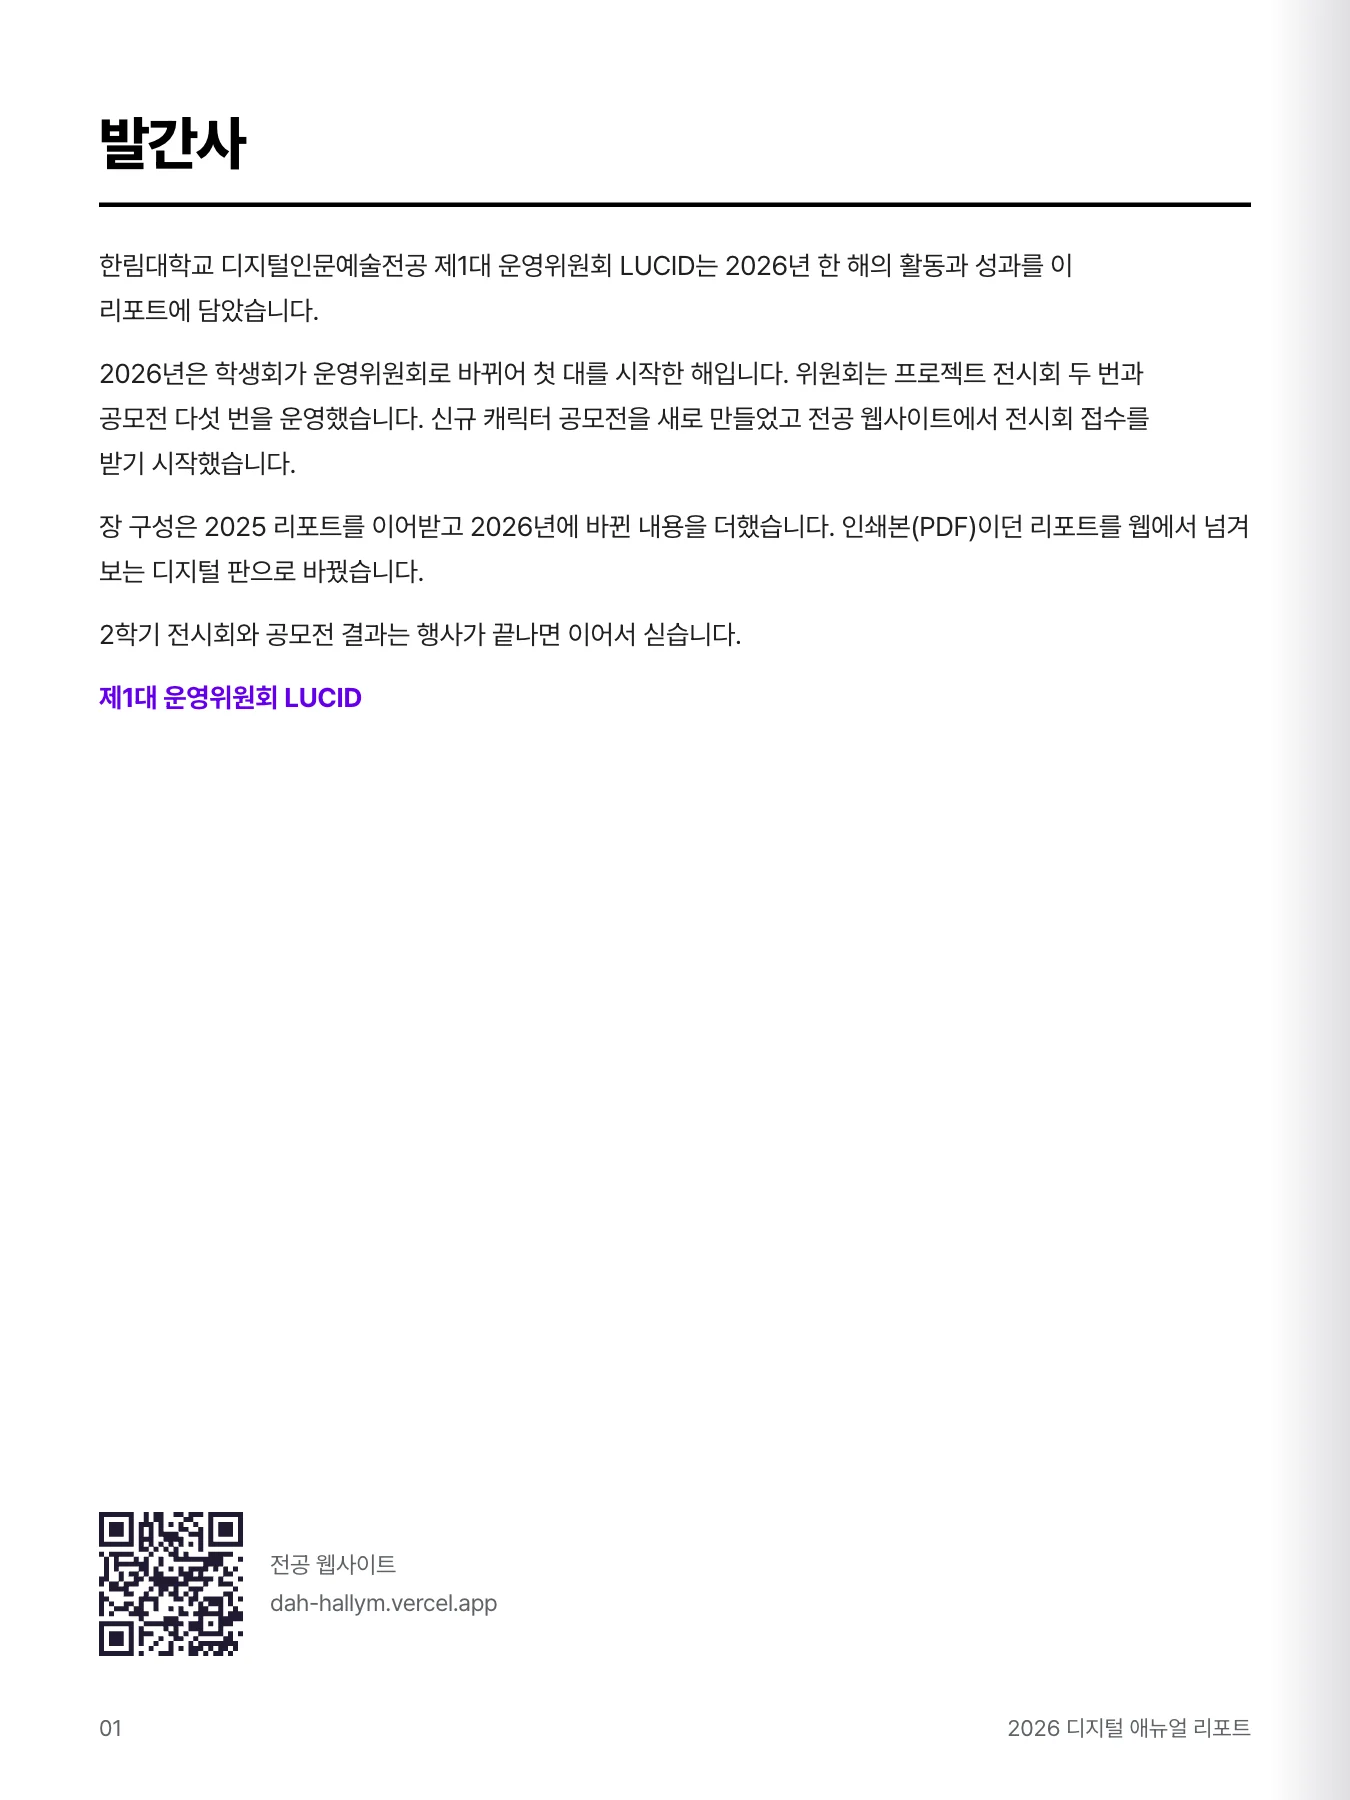 발간사
한림대학교 디지털인문예술전공 제1대 운영위원회 LUCID는 2026년 한 해의 활동과 성과를 이
리포트에 담았습니다.
2026년은 학생회가 운영위원회로 바뀌어 첫 대를 시작한 해입니다. 위원회는 프로젝트 전시회 두 번과
공모전 다섯 번을 운영했습니다. 신규 캐릭터 공모전을 새로 만들었고 전공 웹사이트에서 전시회 접수를
받기 시작했습니다.
장 구성은 2025 리포트를 이어받고 2026년에 바뀐 내용을 더했습니다. 인쇄본(PDF)이던 리포트를 웹에서 넘겨
보는 디지털 판으로 바꿨습니다.
2학기 전시회와 공모전 결과는 행사가 끝나면 이어서 싣습니다.
제1대 운영위원회 LUCID
전공 웹사이트
dah-hallym.vercel.app
01
2026 디지털 애뉴얼 리포트